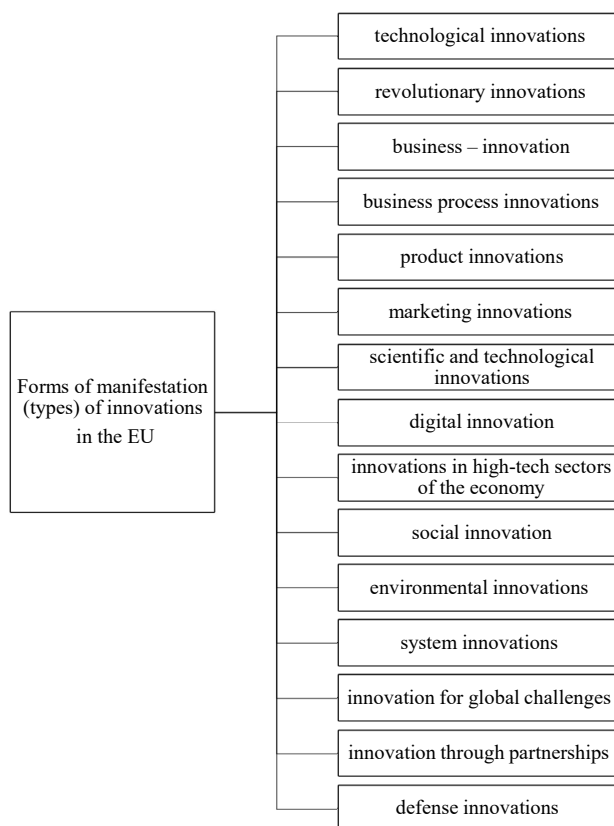 technological innovations
revolutionary innovations
business – innovation
business process innovations
product innovations
marketing innovations
Forms of manifestation
(types) of innovations
in the EU
scientific and technological
innovations
digital innovation
innovations in high-tech sectors
of the economy
social innovation
environmental innovations
system innovations
innovation for global challenges
innovation through partnerships
defense innovations